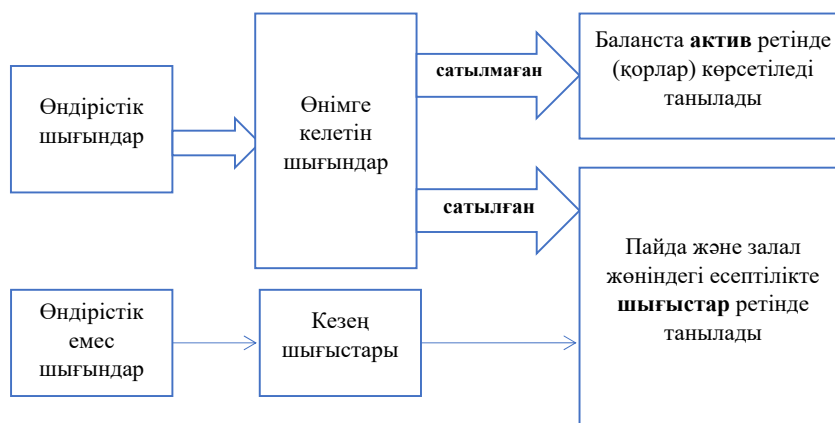 Өндірістік
шығындар
Өнімге
келетін
шығындар
сатылмаған
Баланста актив ретінде
(қорлар) көрсетіледі
танылады
сатылған
Пайда және залал
жөніндегі есептілікте
шығыстар ретінде
танылады
Өндірістік
емес
шығындар
Кезең
шығыстары